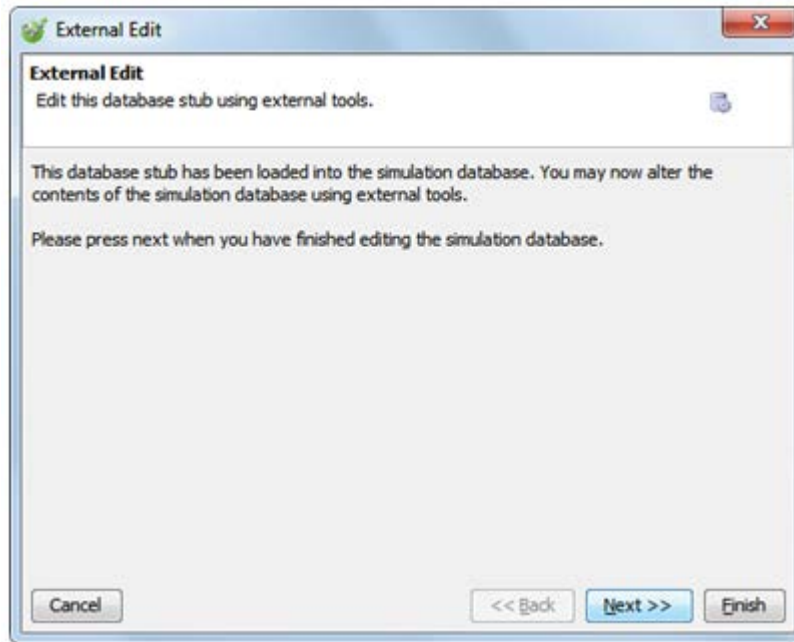 External Edit
External Edit
Edit this database stub using external tools.
This database stub has been loaded into the simulation database. You may now alter the
contents of the simulation database using external tools.
Please press next when you have finished editing the simulation database.
Cancel
<< Back
Next >>
Finish